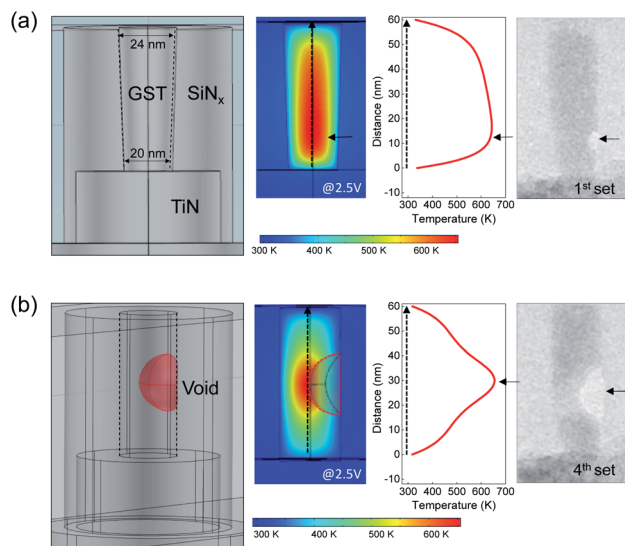 (a)
24 nm
GST
SiNₓ
20 nm
TiN
@2.5V
300 K 400 K 500 K 600 K
Distance (nm)
60
50
40
30
20
10
0
-10
300 400 500 600 700
Temperature (K)
1st set
(b)
Void
@2.5V
300 K 400 K 500 K 600 K
Distance (nm)
60
50
40
30
20
10
0
-10
300 400 500 600 700
Temperature (K)
4th set